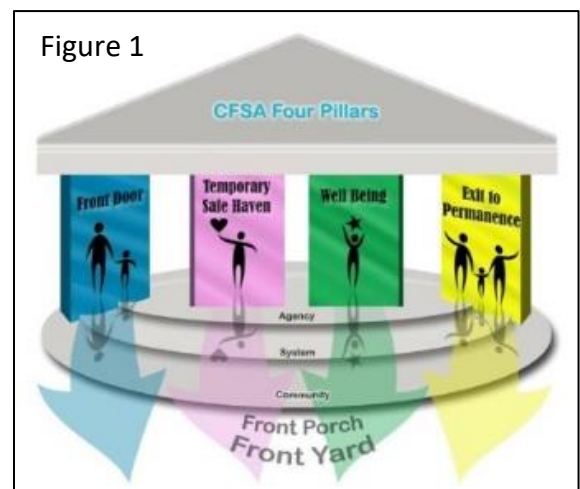 Figure 1
CFSA Four Pillars
Front Door
Temporary
Safe Haven
Well Being
Exit to
Permanence
Agency
System
Community
Front Porch
Front Yard